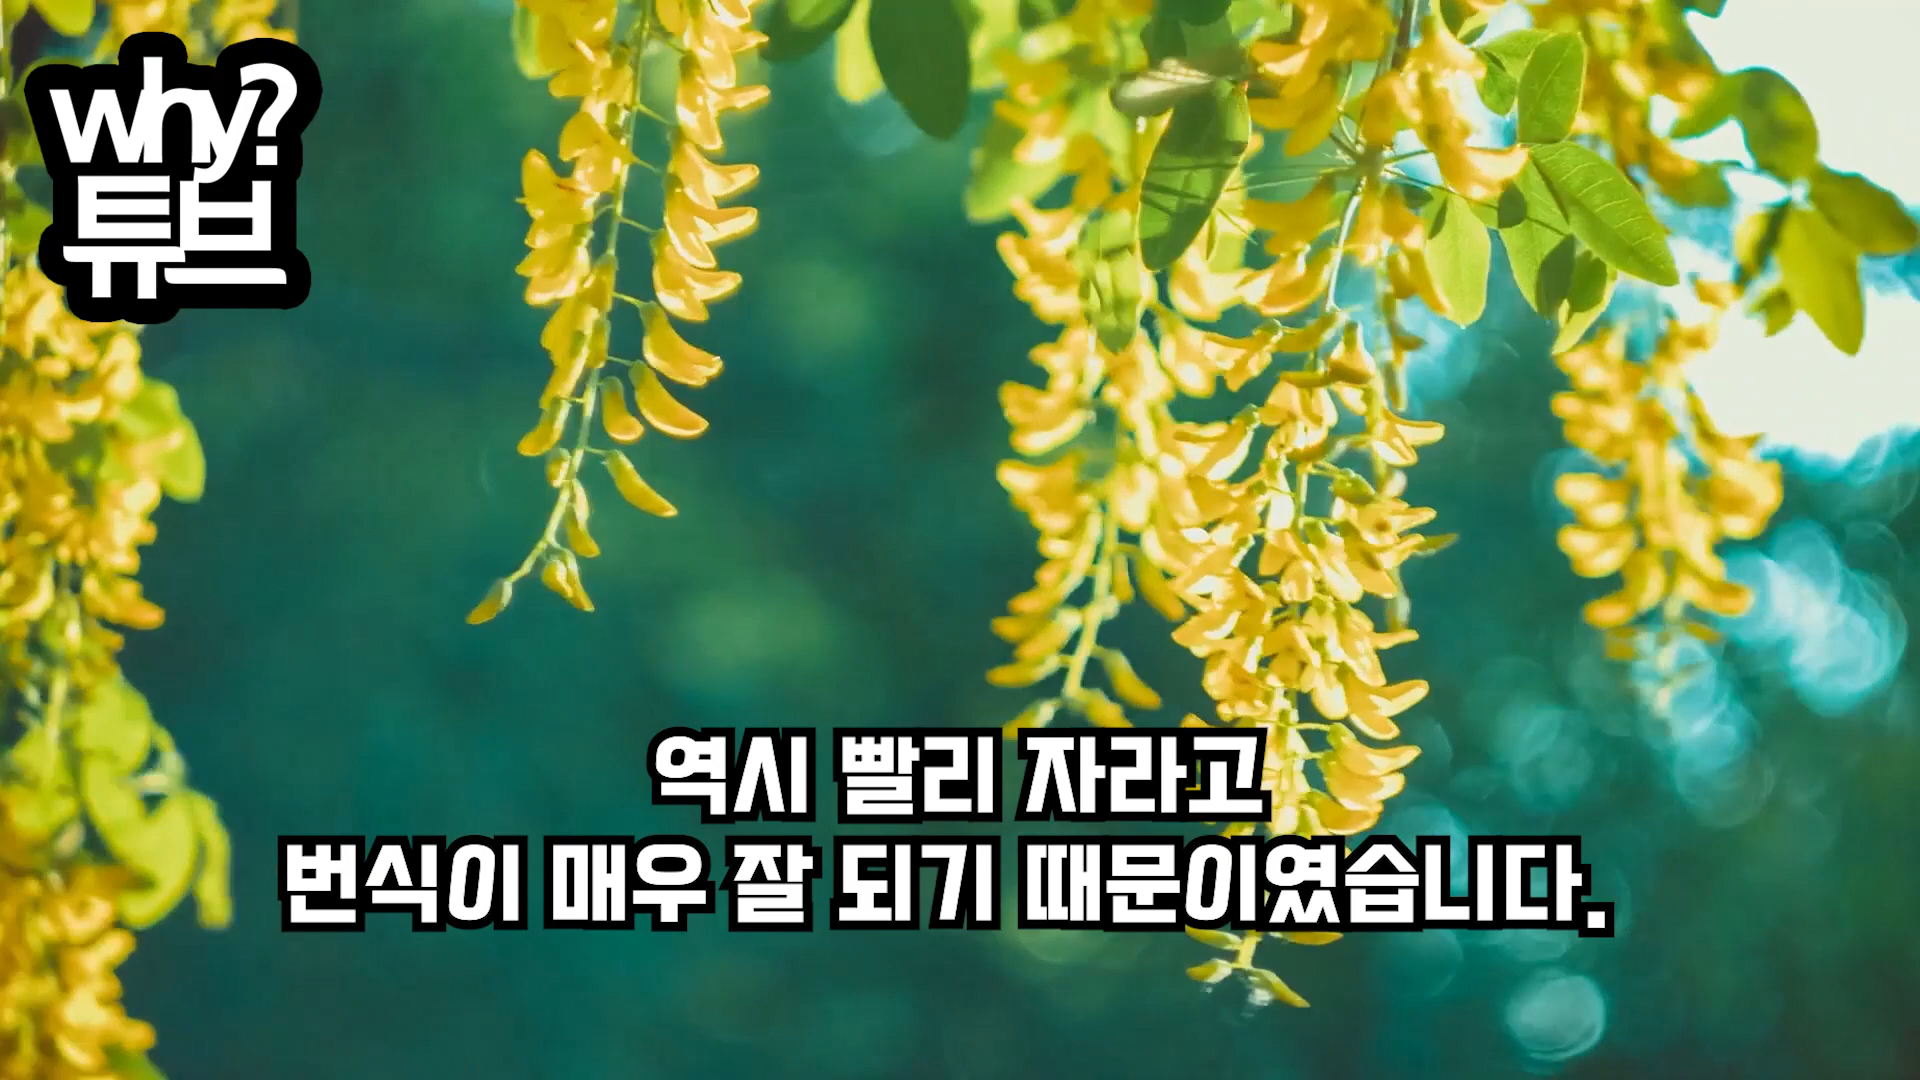 why?
튜브
역시 빨리 자라고
번식이 매우 잘 되기 때문이였습니다.